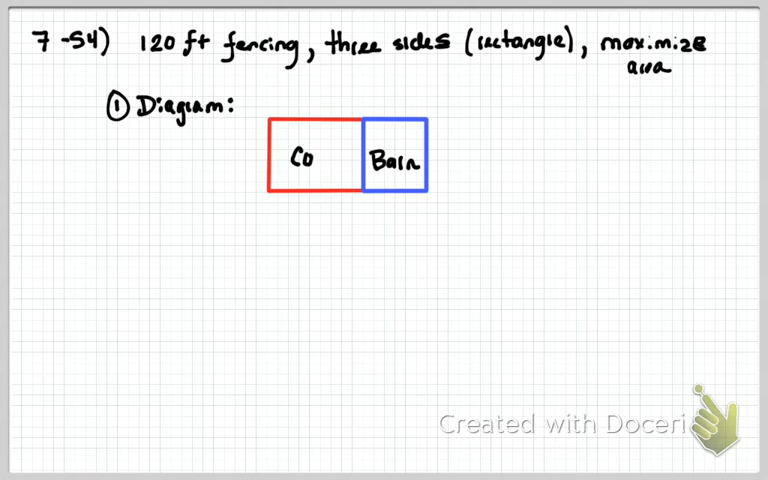 7-54) 120 ft fencing, three sides (rectangle), maximize
area
① Diagram:
Co Barn
Created with Doceri